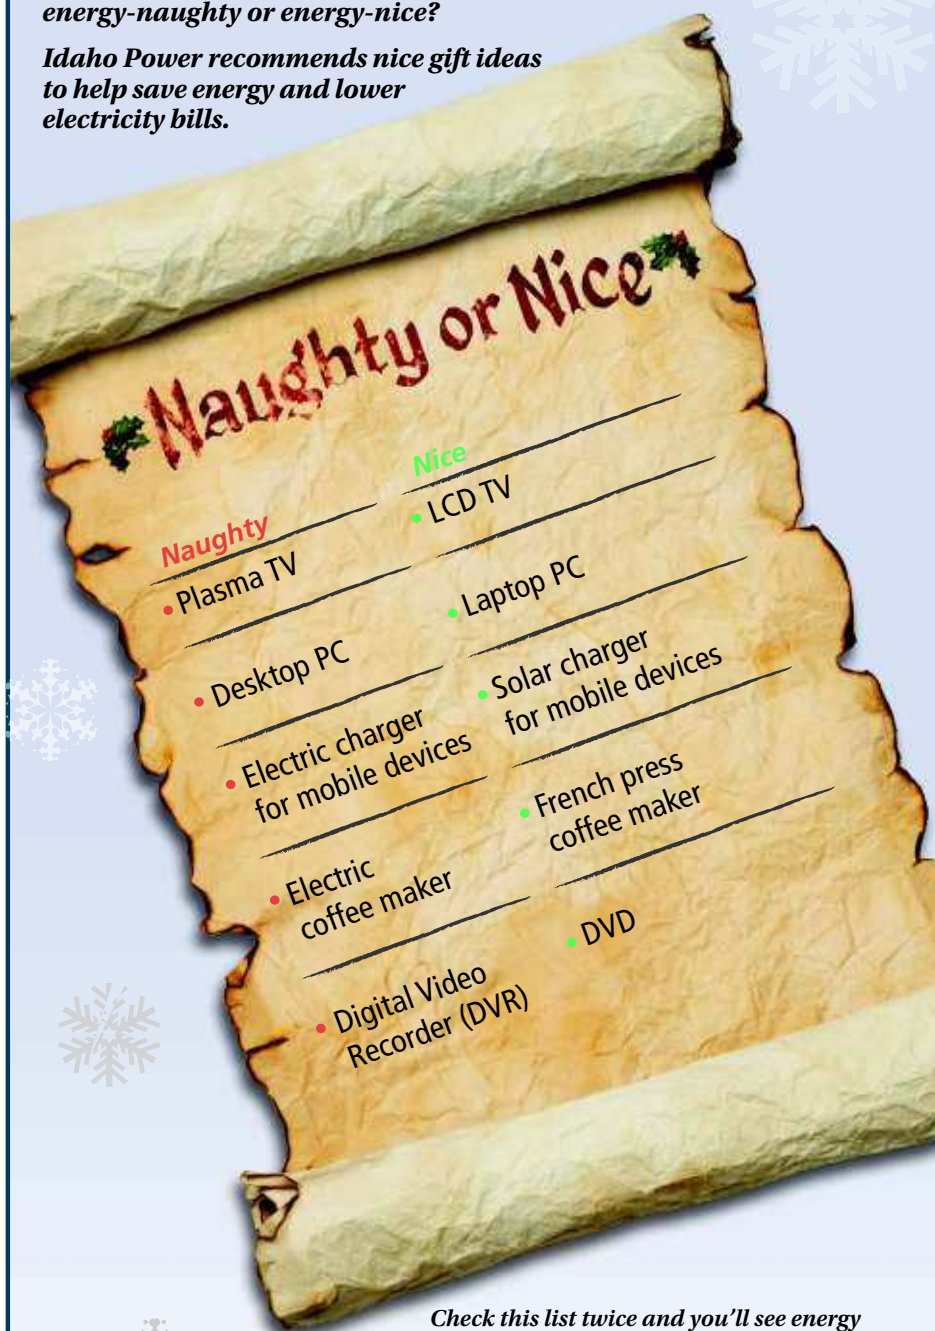 energy-naughty or energy-nice?
Idaho Power recommends nice gift ideas
to help save energy and lower
electricity bills.
Naughty or Nice
Naughty
• Plasma TV
• Desktop PC
• Electric charger
for mobile devices
• Electric
coffee maker
• Digital Video
Recorder (DVR)
Nice
• LCD TV
• Laptop PC
• Solar charger
for mobile devices
• French press
coffee maker
• DVD
Check this list twice and you'll see energy